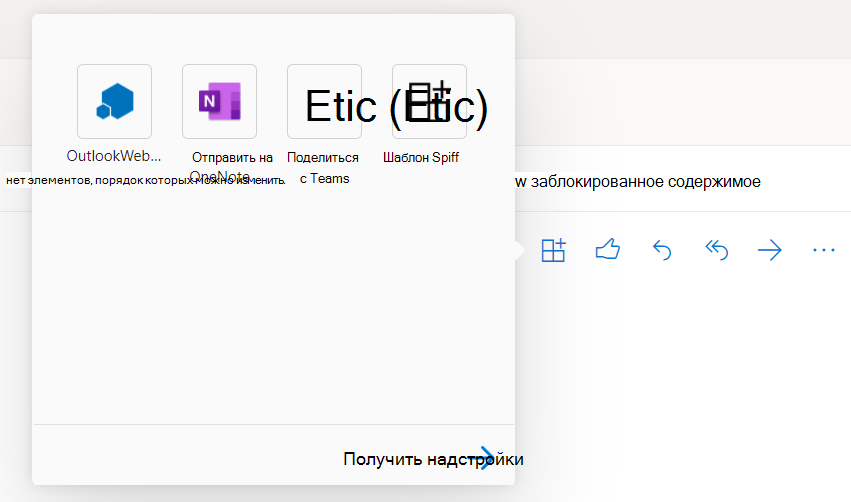 Etic (Etic)
OutlookWeb...
Отправить на
OneNote
Поделиться
с Teams
Шаблон Spiff
нет элементов, порядок которых можно изменить.
w заблокированное содержимое
Получить надстройки